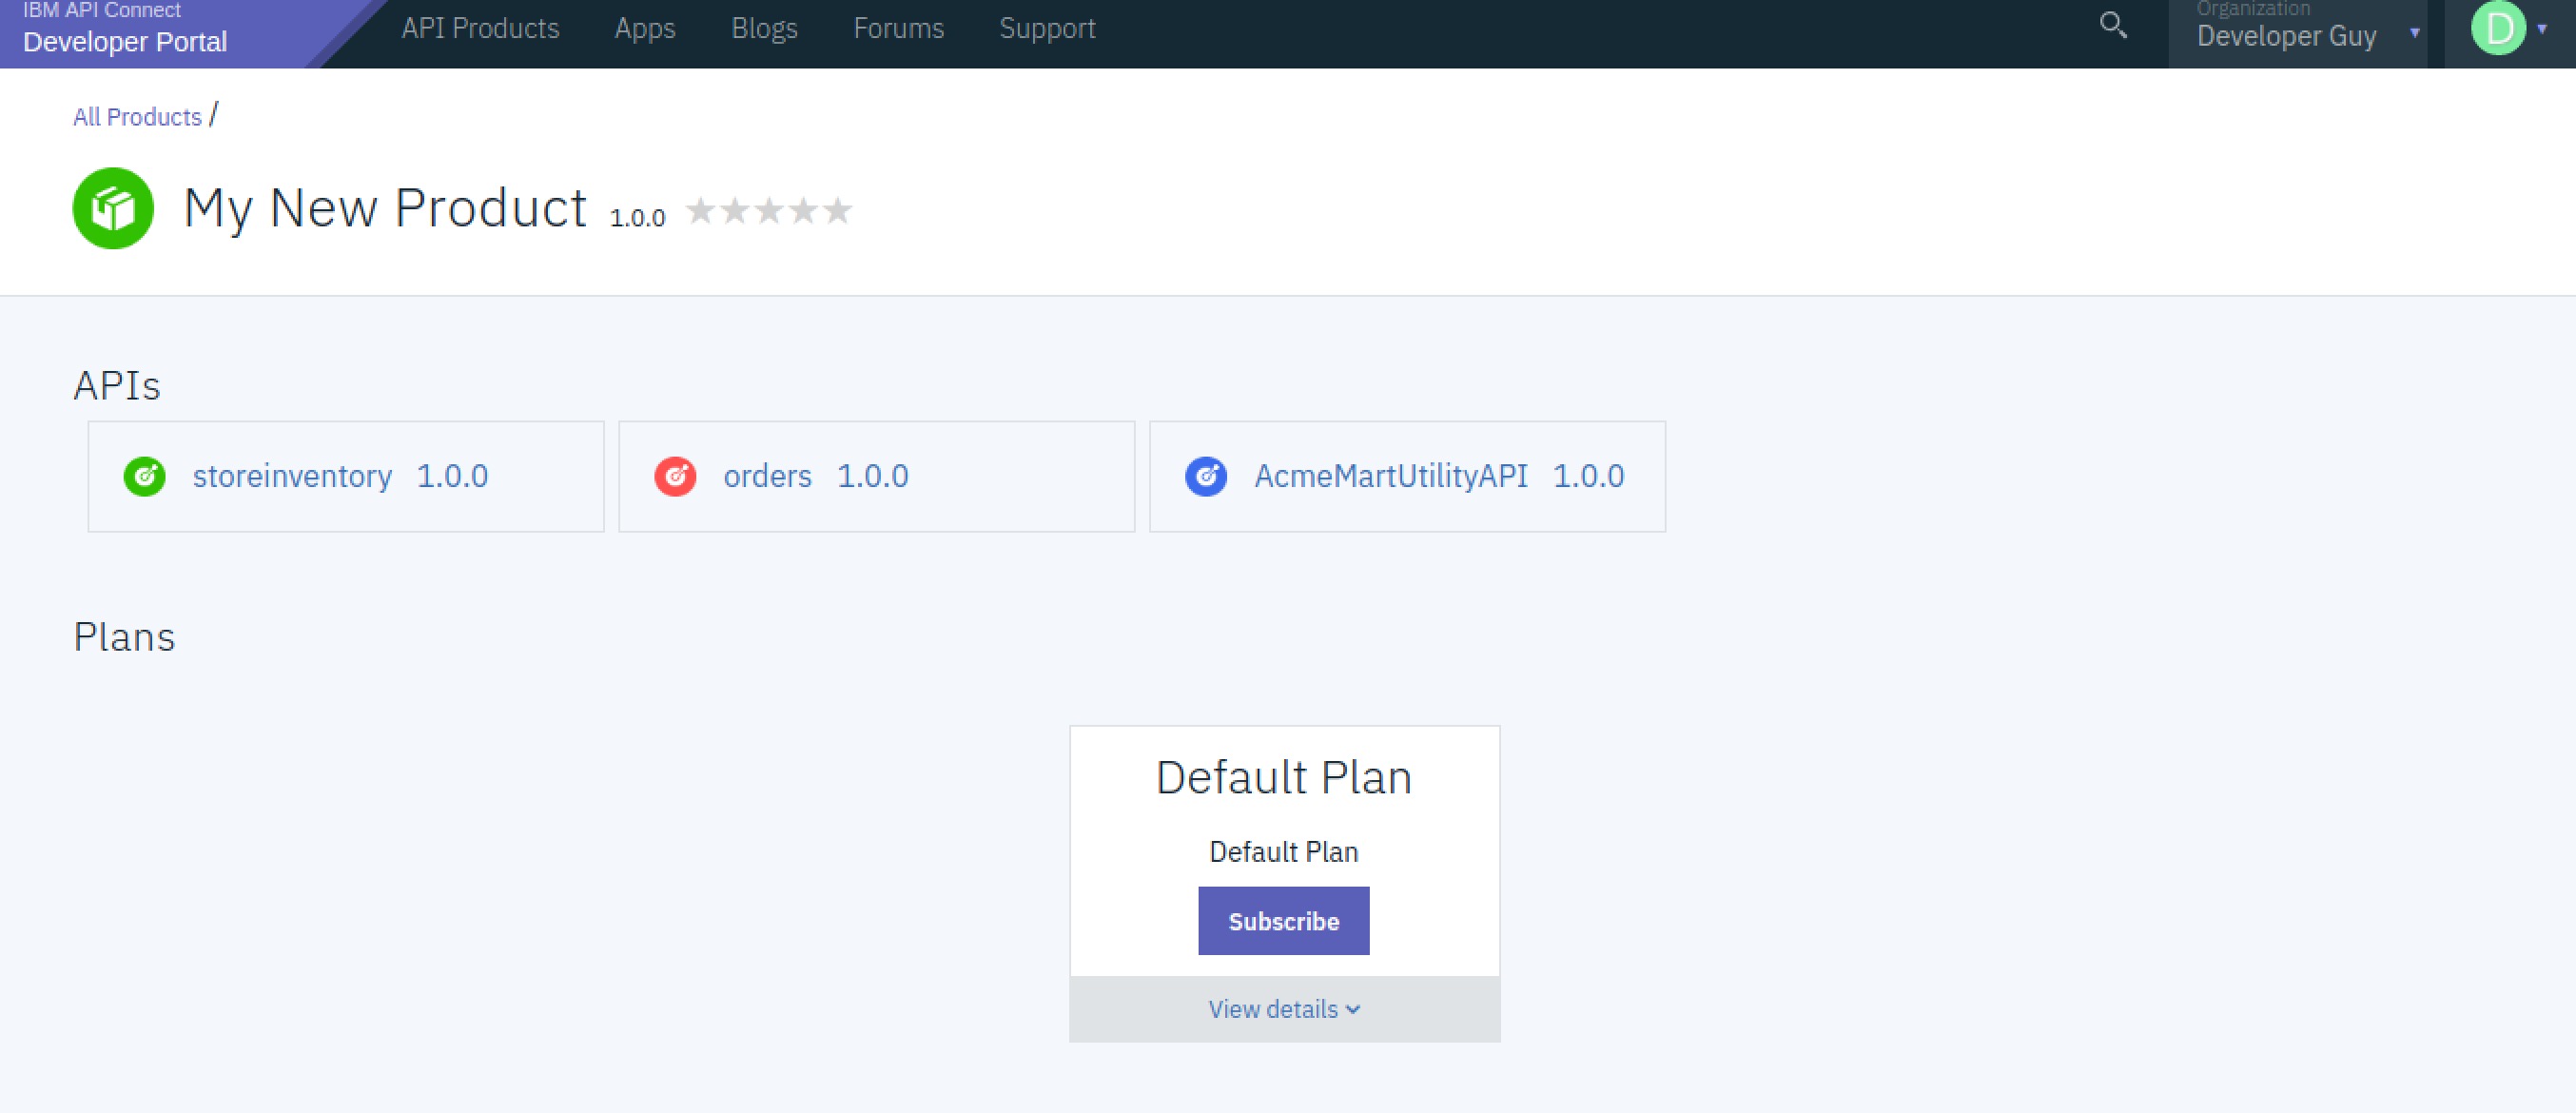 IBM API Connect
Developer Portal
API Products Apps Blogs Forums Support
Organization
Developer Guy
D
All Products /
My New Product 1.0.0
APIs
storeinventory 1.0.0
orders 1.0.0
AcmeMartUtilityAPI 1.0.0
Plans
Default Plan
Default Plan
Subscribe
View details